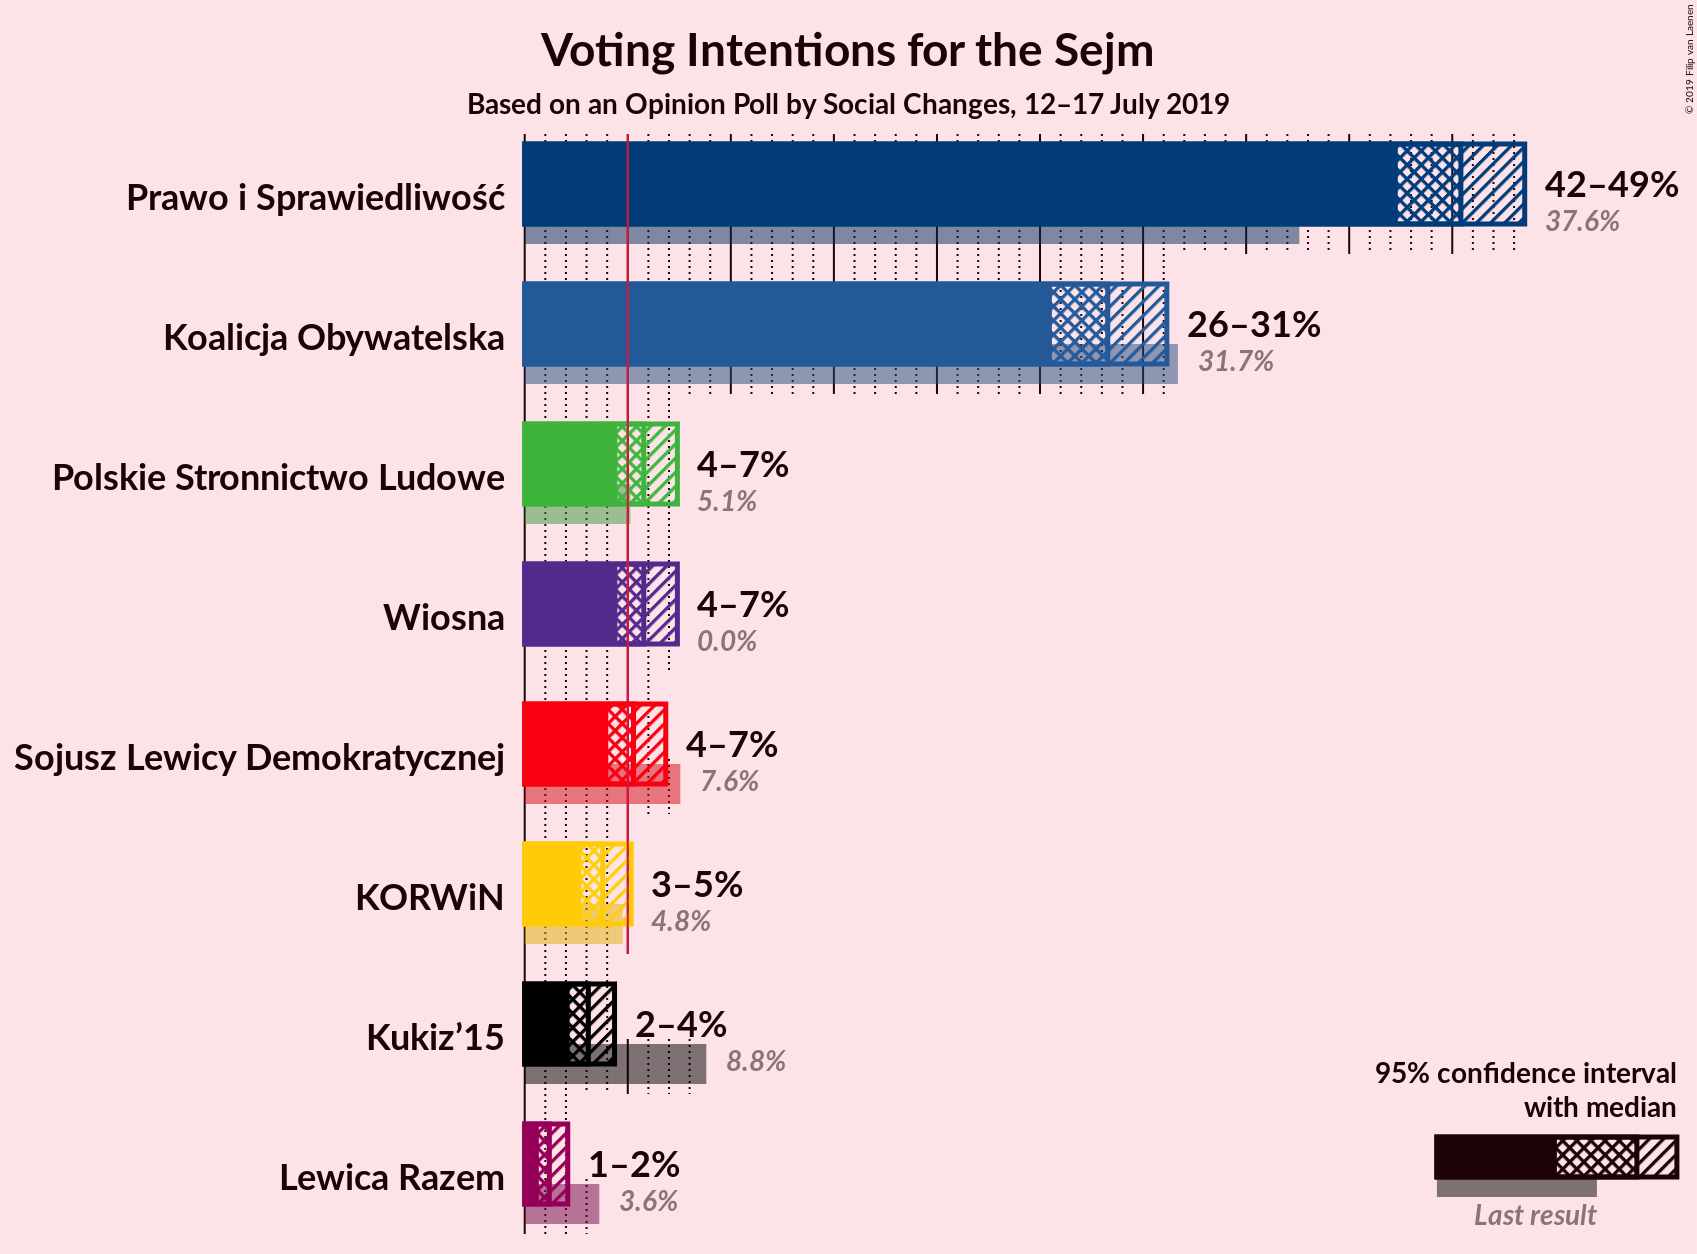 Voting Intentions for the Sejm
Based on an Opinion Poll by Social Changes, 12–17 July 2019
© 2019 Filip van Laenen
Prawo i Sprawiedliwość
42–49%
37.6%
Koalicja Obywatelska
26–31%
31.7%
Polskie Stronnictwo Ludowe
4–7%
5.1%
Wiosna
4–7%
0.0%
Sojusz Lewicy Demokratycznej
4–7%
7.6%
KORWiN
3–5%
4.8%
Kukiz’15
2–4%
8.8%
Lewica Razem
1–2%
3.6%
95% confidence interval
with median
Last result